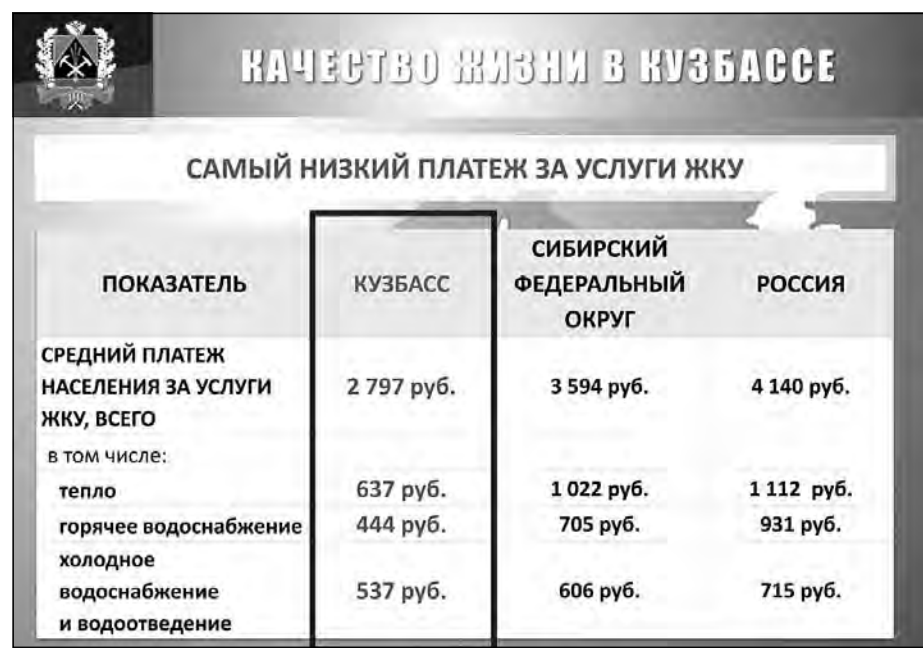 КАЧЕСТВО ЖИЗНИ В КУЗБАССЕ
САМЫЙ НИЗКИЙ ПЛАТЕЖ ЗА УСЛУГИ ЖКУ
ПОКАЗАТЕЛЬ КУЗБАСС СИБИРСКИЙ ФЕДЕРАЛЬНЫЙ ОКРУГ РОССИЯ
СРЕДНИЙ ПЛАТЕЖ
НАСЕЛЕНИЯ ЗА УСЛУГИ
ЖКУ, ВСЕГО 2 797 руб. 3 594 руб. 4 140 руб.
в том числе:
тепло 637 руб. 1 022 руб. 1 112 руб.
горячее водоснабжение 444 руб. 705 руб. 931 руб.
холодное
водоснабжение 537 руб. 606 руб. 715 руб.
и водоотведение